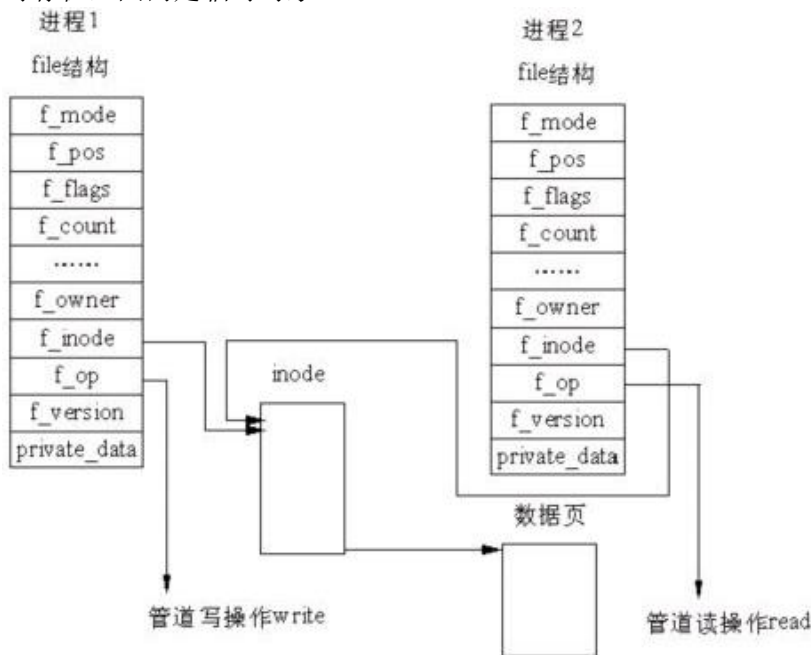 进程1
file结构
f_mode
f_pos
f_flags
f_count
……
f_owner
f_inode
f_op
f_version
private_data
进程2
file结构
f_mode
f_pos
f_flags
f_count
……
f_owner
f_inode
f_op
f_version
private_data
inode
数据页
管道写操作write
管道读操作read